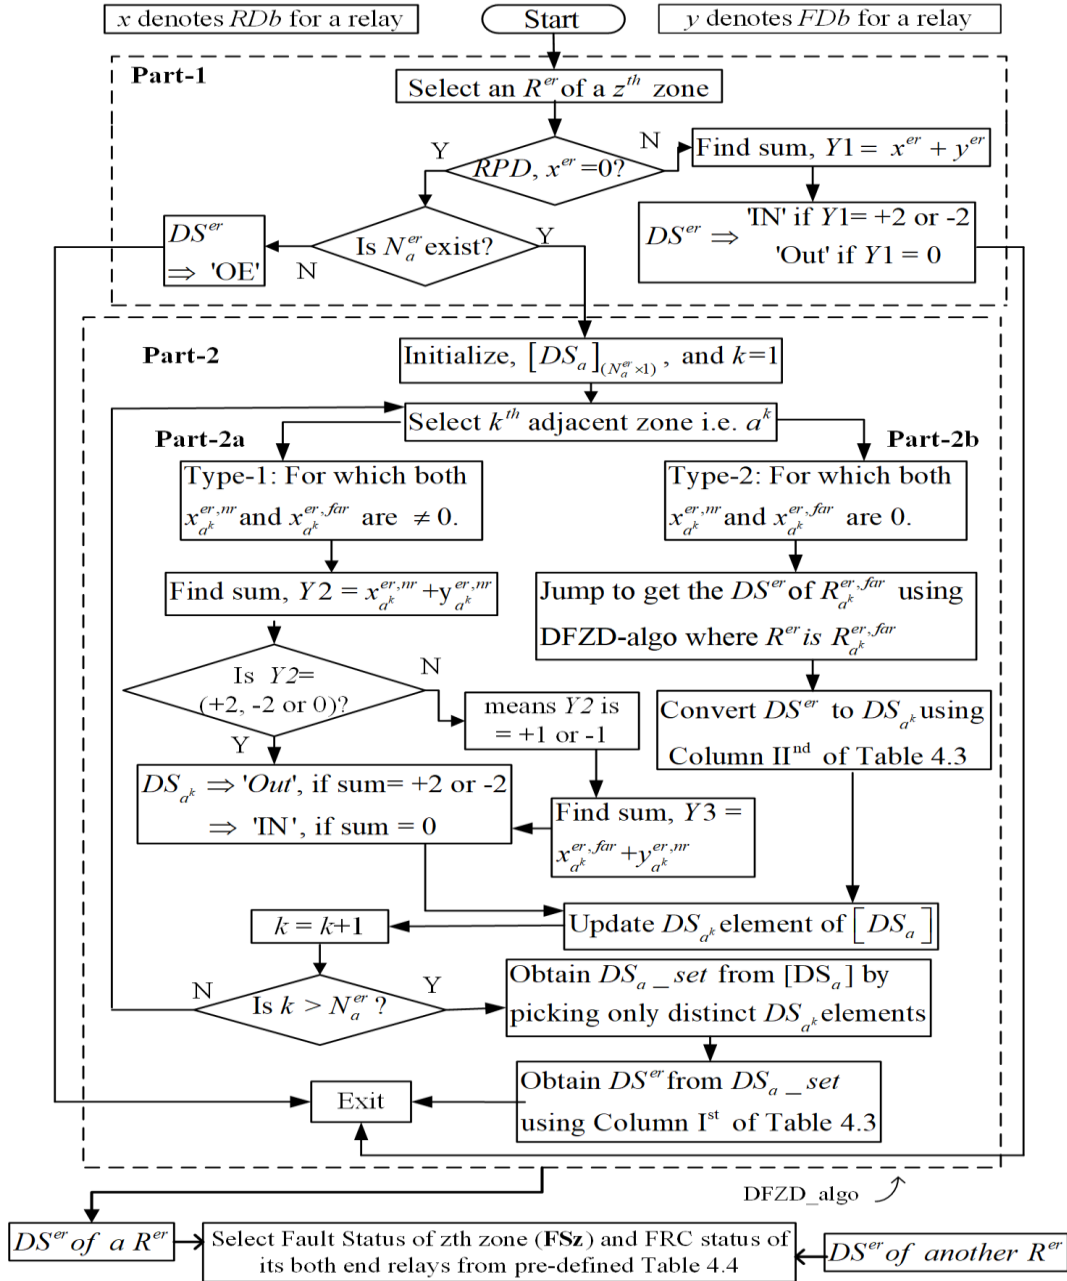 x denotes RDb for a relay
Start
y denotes FDb for a relay
Part-1
Select an R^er of a z^th zone
Y
RPD, x^er =0?
N
Find sum, Y1 = x^er + y^er
DS^er
⇒ 'OE'
N
Is N_a^er exist?
Y
DS^er ⇒ 'IN' if Y1= +2 or -2
'Out' if Y1 = 0
Part-2
Initialize, [DS_a]_(N_a^er ×1) , and k=1
Select k^th adjacent zone i.e. a^k
Part-2a
Part-2b
Type-1: For which both
x_a^k^er,nr and x_a^k^er,far are ≠ 0.
Type-2: For which both
x_a^k^er,nr and x_a^k^er,far are 0.
Find sum, Y2 = x_a^k^er,nr +y_a^k^er,nr
Jump to get the DS^er of R_a^k^er,far using
DFZD-algo where R^er is R_a^k^er,far
Is Y2=
(+2, -2 or 0)?
N
Y
means Y2 is
= +1 or -1
Convert DS^er to DS_a^k using
Column II^nd of Table 4.3
DS_a^k ⇒ 'Out', if sum= +2 or -2
⇒ 'IN', if sum = 0
Find sum, Y3 =
x_a^k^er,far +y_a^k^er,nr
k = k+1
Update DS_a^k element of [DS_a]
N
Is k > N_a^er ?
Y
Obtain DS_a_set from [DS_a] by
picking only distinct DS_a^k elements
Exit
Obtain DS^er from DS_a_set
using Column I^st of Table 4.3
DFZD_algo
DS^er of a R^er
Select Fault Status of zth zone (FSz) and FRC status of
its both end relays from pre-defined Table 4.4
DS^er of another R^er